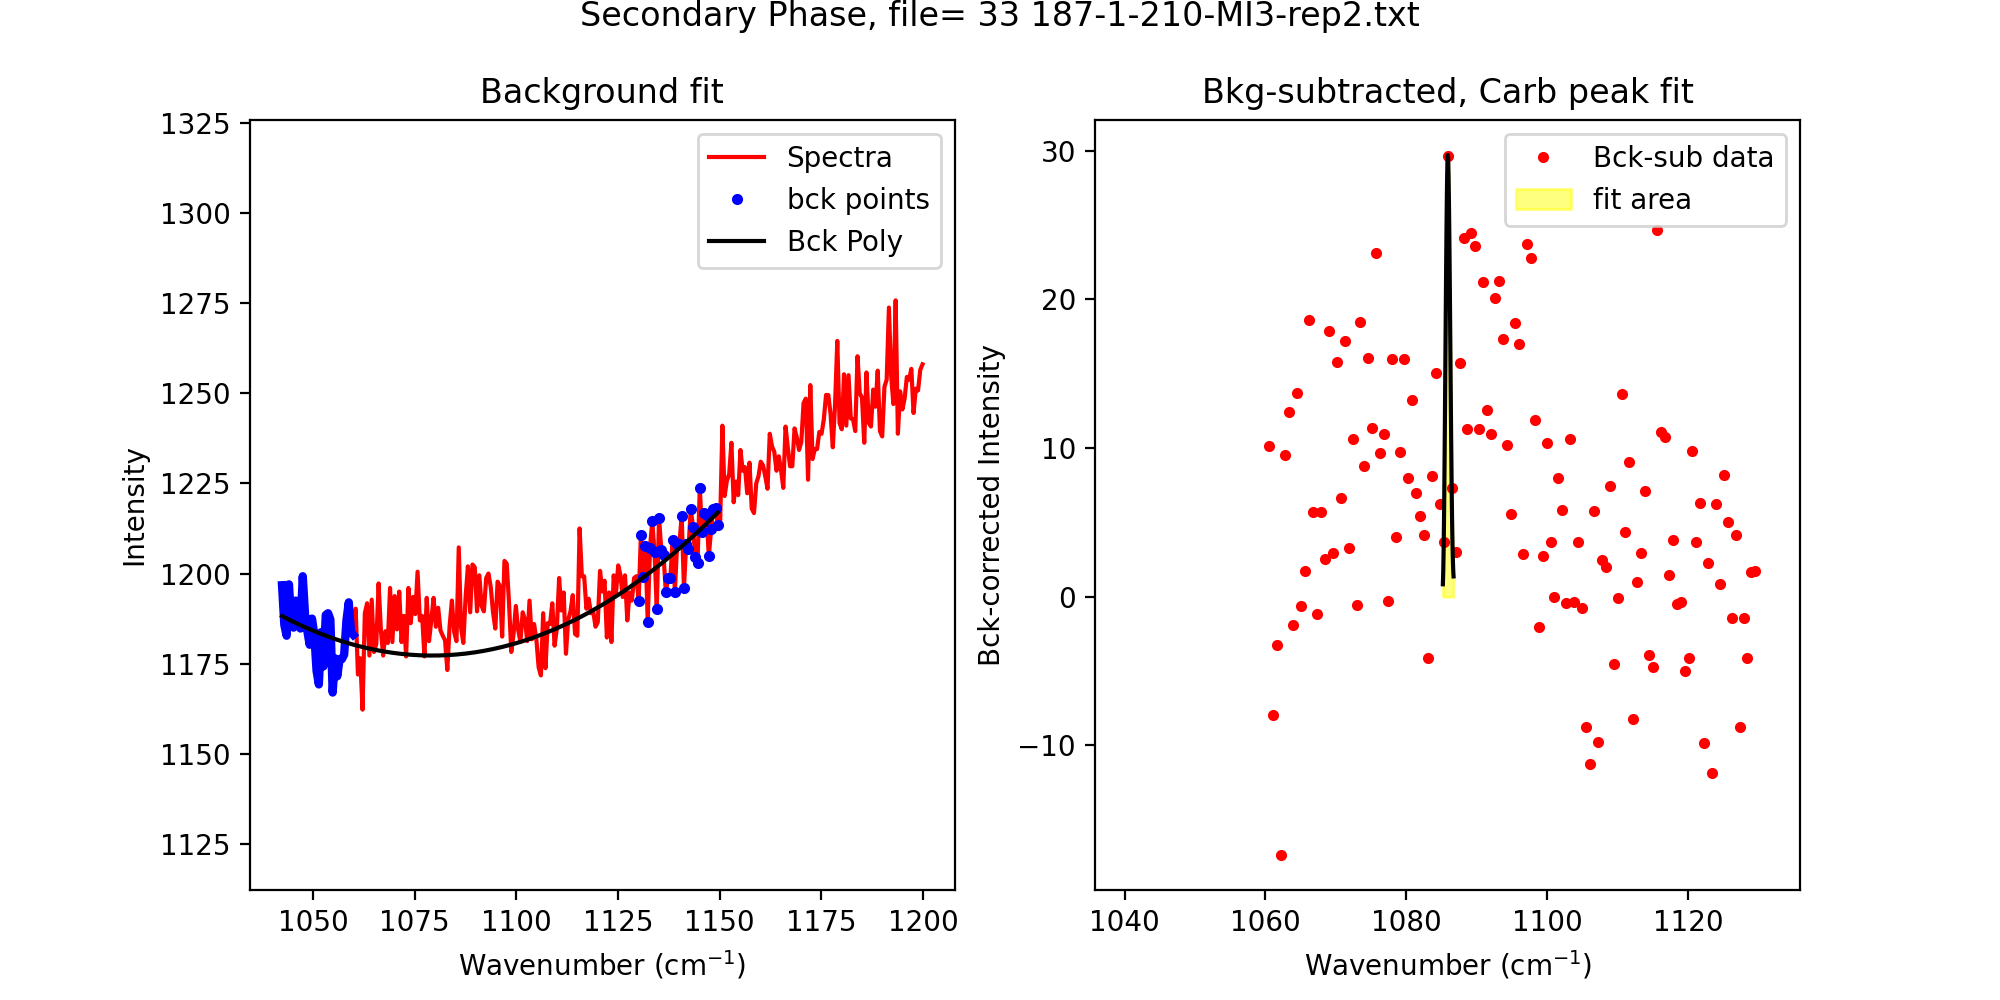 Secondary Phase, file= 33 187-1-210-MI3-rep2.txt
Background fit
1325
1300
1275
1250
1225
1200
1175
1150
1125
Intensity
Spectra
bck points
Bck Poly
1050 1075 1100 1125 1150 1175 1200
Wavenumber (cm⁻¹)
Bkg-subtracted, Carb peak fit
30
20
10
0
−10
Bck-corrected Intensity
Bck-sub data
fit area
1040 1060 1080 1100 1120
Wavenumber (cm⁻¹)